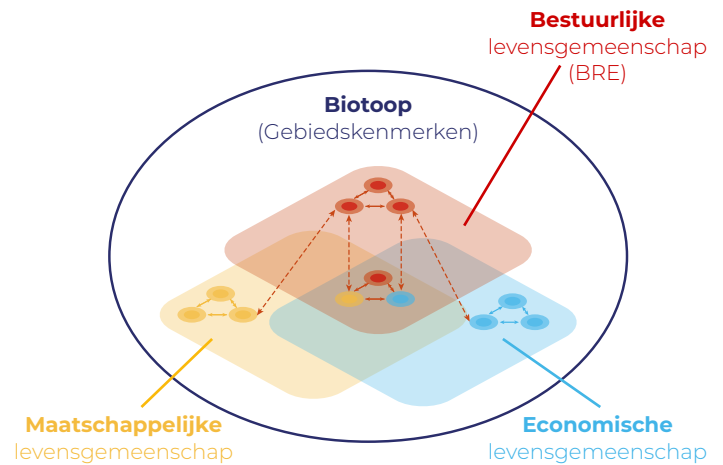 Bestuurlijke
levensgemeenschap
(BRE)
Biotoop
(Gebiedskenmerken)
Maatschappelijke
levensgemeenschap
Economische
levensgemeenschap